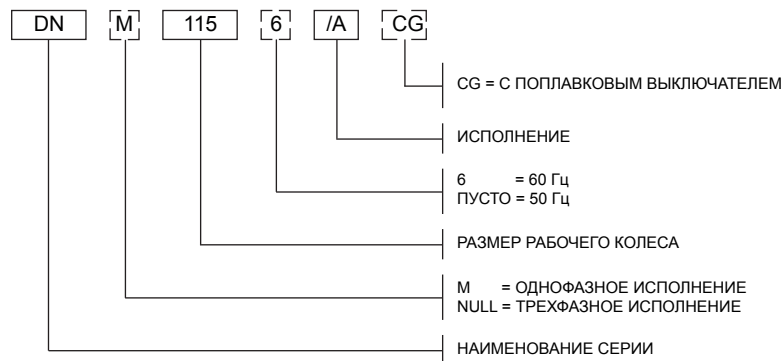 DN M 115 6 /A CG
CG = С ПОПЛАВКОВЫМ ВЫКЛЮЧАТЕЛЕМ
ИСПОЛНЕНИЕ
6 = 60 Гц
ПУСТО = 50 Гц
РАЗМЕР РАБОЧЕГО КОЛЕСА
М = ОДНОФАЗНОЕ ИСПОЛНЕНИЕ
NULL = ТРЕХФАЗНОЕ ИСПОЛНЕНИЕ
НАИМЕНОВАНИЕ СЕРИИ